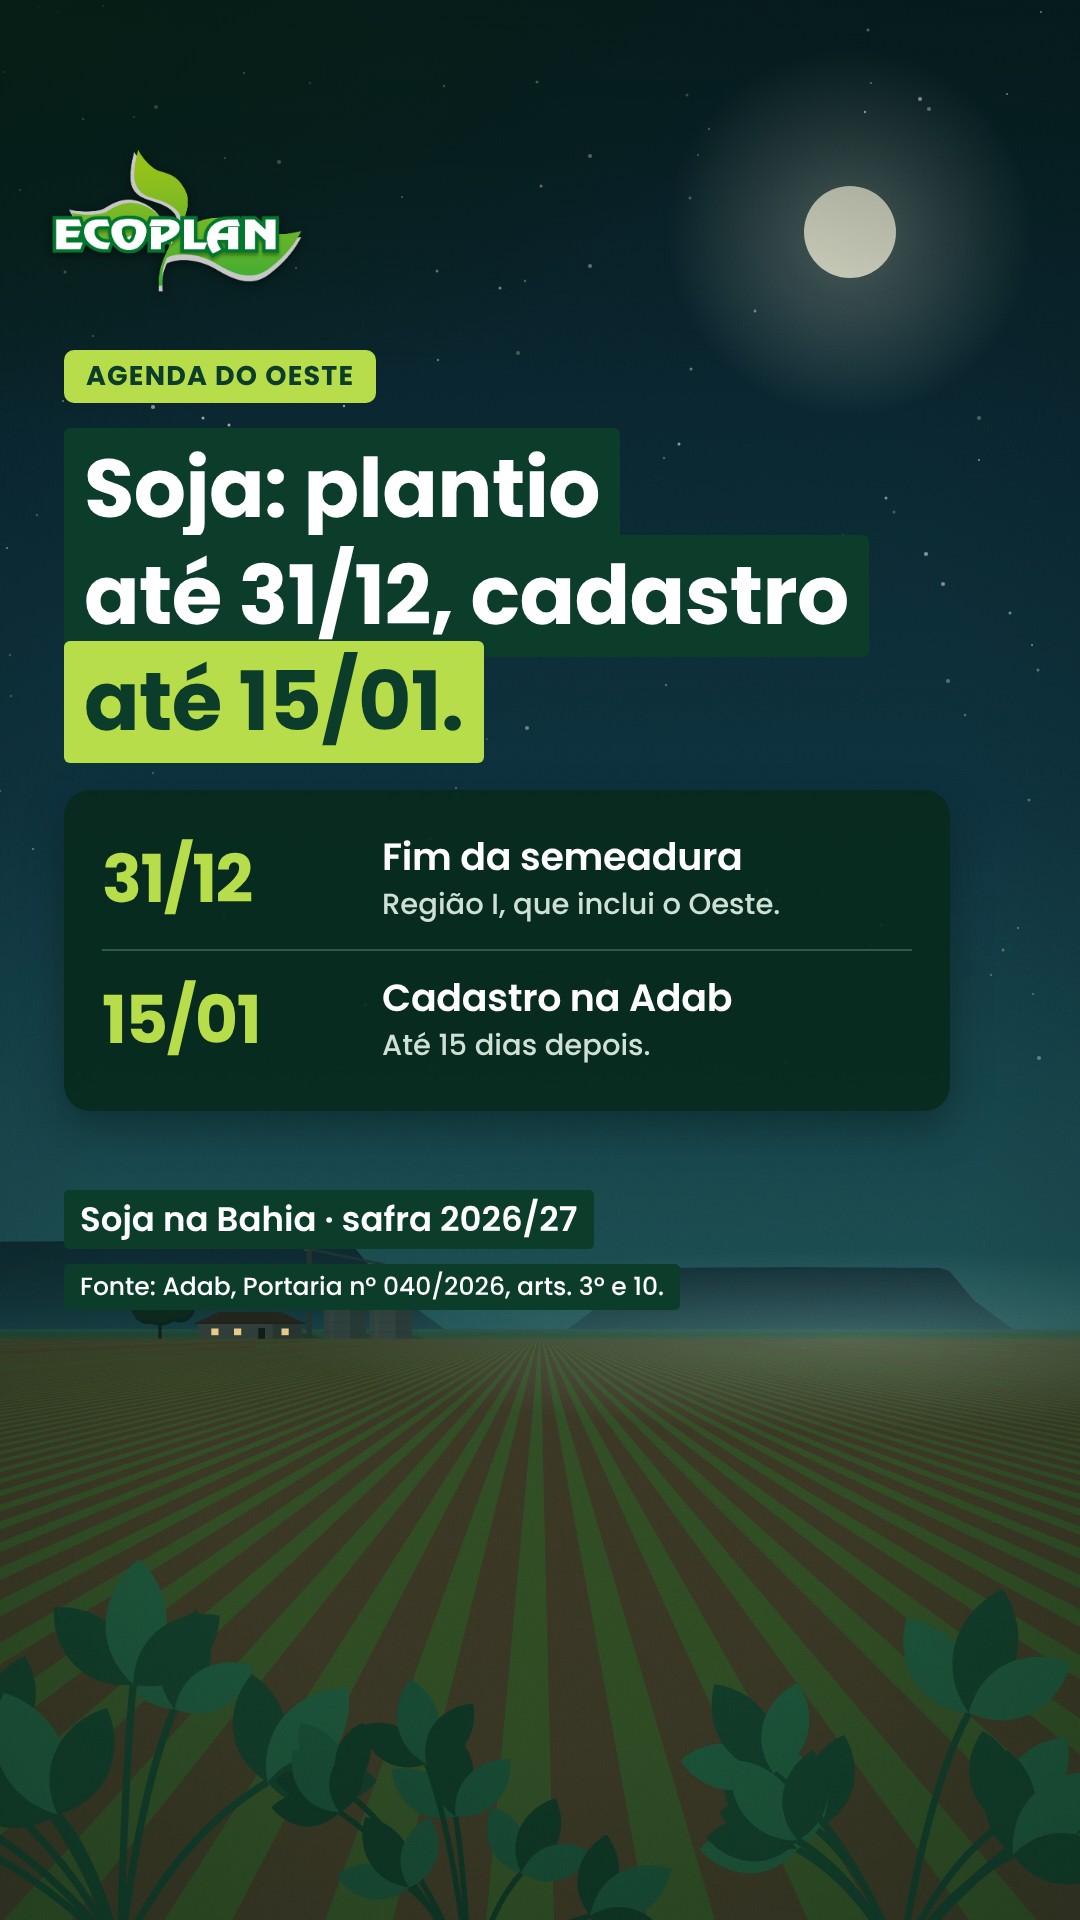 ECOPLAN
AGENDA DO OESTE
Soja: plantio
até 31/12, cadastro
até 15/01.
31/12
Fim da semeadura
Região I, que inclui o Oeste.
15/01
Cadastro na Adab
Até 15 dias depois.
Soja na Bahia · safra 2026/27
Fonte: Adab, Portaria nº 040/2026, arts. 3º e 10.